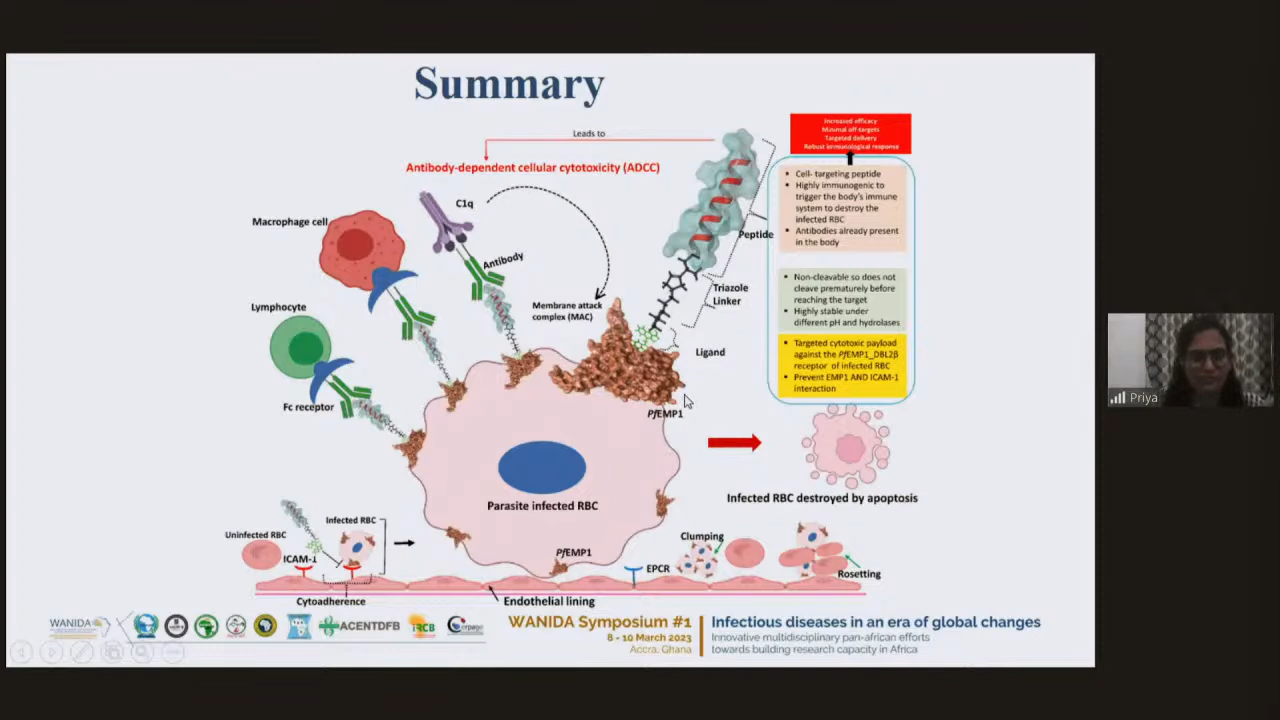 Summary
Leads to
Antibody-dependent cellular cytotoxicity (ADCC)
C1q
Macrophage cell
Antibody
Lymphocyte
Membrane attack
complex (MAC)
Fc receptor
Peptide
Triazole
Linker
Ligand
PfEMP1
Increased efficacy
Minimal off-targets
Targeted delivery
Robust immunological response
• Cell- targeting peptide
• Highly immunogenic to
trigger the body's immune
system to destroy the
infected RBC
• Antibodies already present
in the body
• Non-cleavable so does not
cleave prematurely before
reaching the target
• Highly stable under
different pH and hydrolases
• Targeted cytotoxic payload
against the PfEMP1_DBL2β
receptor of infected RBC
• Prevent EMP1 AND ICAM-1
interaction
Parasite infected RBC
Infected RBC destroyed by apoptosis
Uninfected RBC
Infected RBC
ICAM-1
Cytoadherence
PfEMP1
Endothelial lining
EPCR
Clumping
Rosetting
WANIDA
ACENTDFB
IRCB
WANIDA Symposium #1
8 - 10 March 2023
Accra, Ghana
Infectious diseases in an era of global changes
Innovative multidisciplinary pan-african efforts
towards building research capacity in Africa
Priya